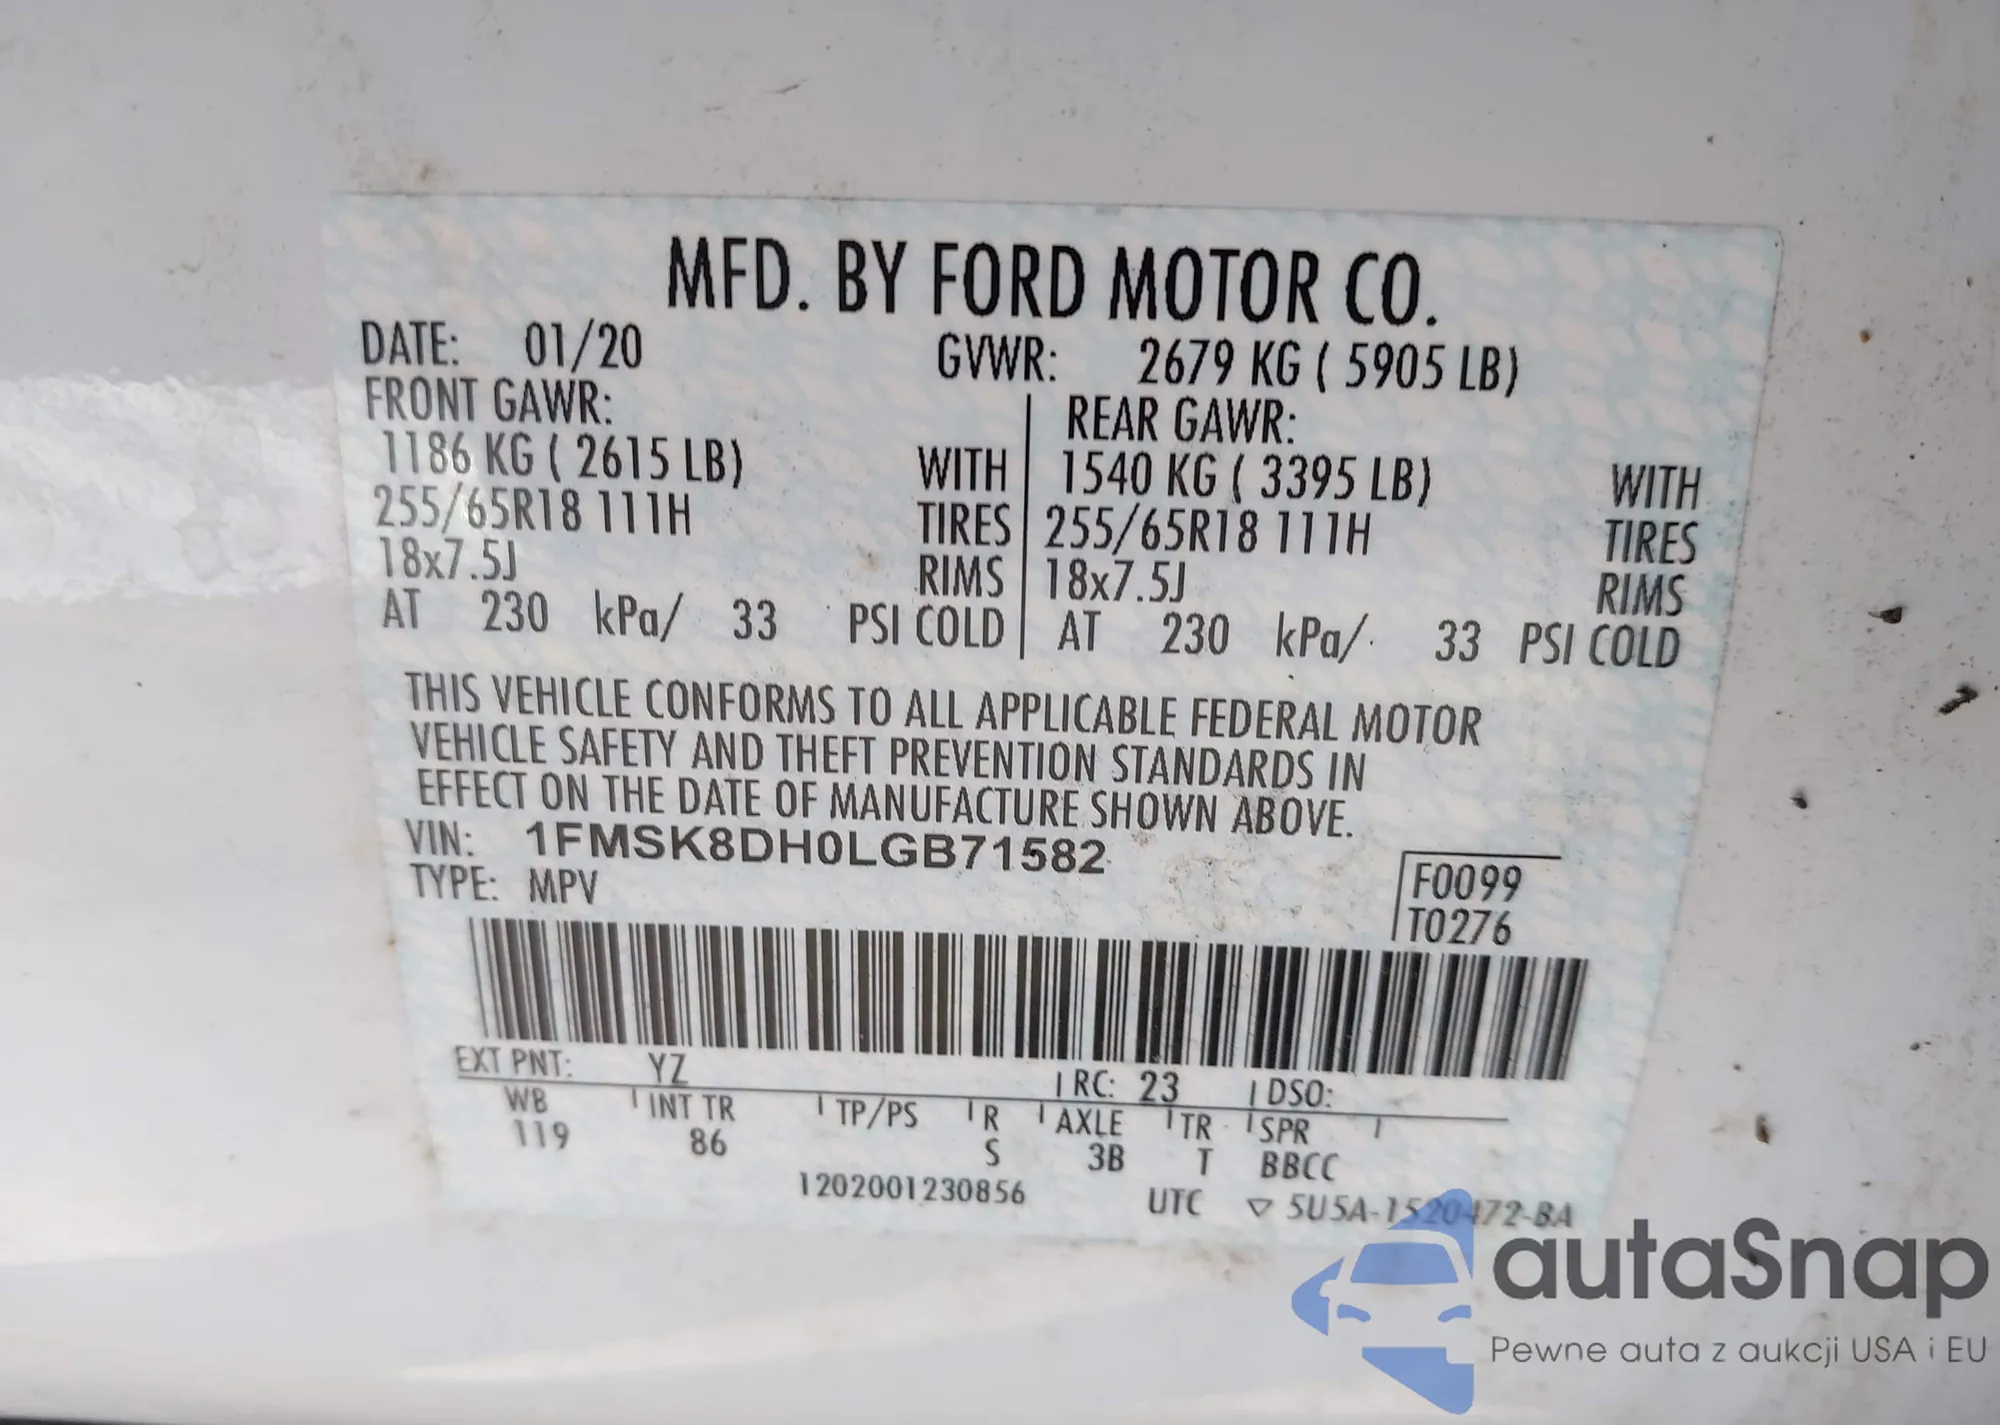 MFD. BY FORD MOTOR CO.
DATE: 01/20 GVWR: 2679 KG ( 5905 LB)
FRONT GAWR: REAR GAWR:
1186 KG ( 2615 LB) WITH 1540 KG ( 3395 LB) WITH
255/65R18 111H TIRES 255/65R18 111H TIRES
18x7.5J RIMS 18x7.5J RIMS
AT 230 kPa/ 33 PSI COLD AT 230 kPa/ 33 PSI COLD
THIS VEHICLE CONFORMS TO ALL APPLICABLE FEDERAL MOTOR
VEHICLE SAFETY AND THEFT PREVENTION STANDARDS IN
EFFECT ON THE DATE OF MANUFACTURE SHOWN ABOVE.
VIN: 1FMSK8DH0LGB71582
TYPE: MPV
F0099
T0276
EXT PNT: YZ RC: 23 DSO:
WB INT TR TP/PS R AXLE TR SPR
119 86 S 3B T BBCC
1202001230856 UTC ▽ 5U5A-1520472-BA
autaSnap
Pewne auta z aukcji USA i EU